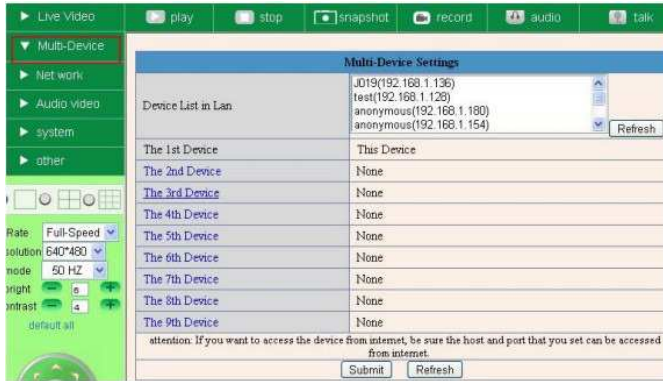 Live Video
play
stop
snapshot
record
audio
talk
Multi-Device
Net work
Audio video
system
other
Rate Full-Speed
solution 640*480
mode 50 HZ
bright 6
ontrast 4
default all
Multi-Device Settings
Device List in Lan
J019(192.168.1.136)
test(192.168.1.128)
anonymous(192.168.1.180)
anonymous(192.168.1.154)
Refresh
The 1st Device This Device
The 2nd Device None
The 3rd Device None
The 4th Device None
The 5th Device None
The 6th Device None
The 7th Device None
The 8th Device None
The 9th Device None
attention: If you want to access the device from internet, be sure the host and port that you set can be accessed
from internet.
Submit Refresh